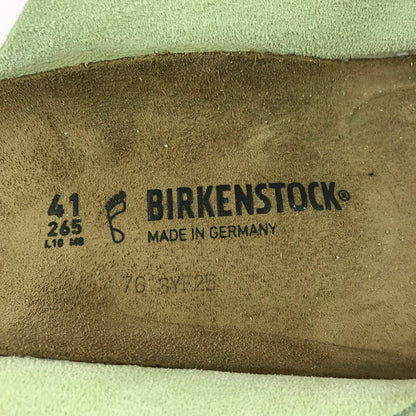 41
265
L10 M8
BIRKENSTOCK®
MADE IN GERMANY